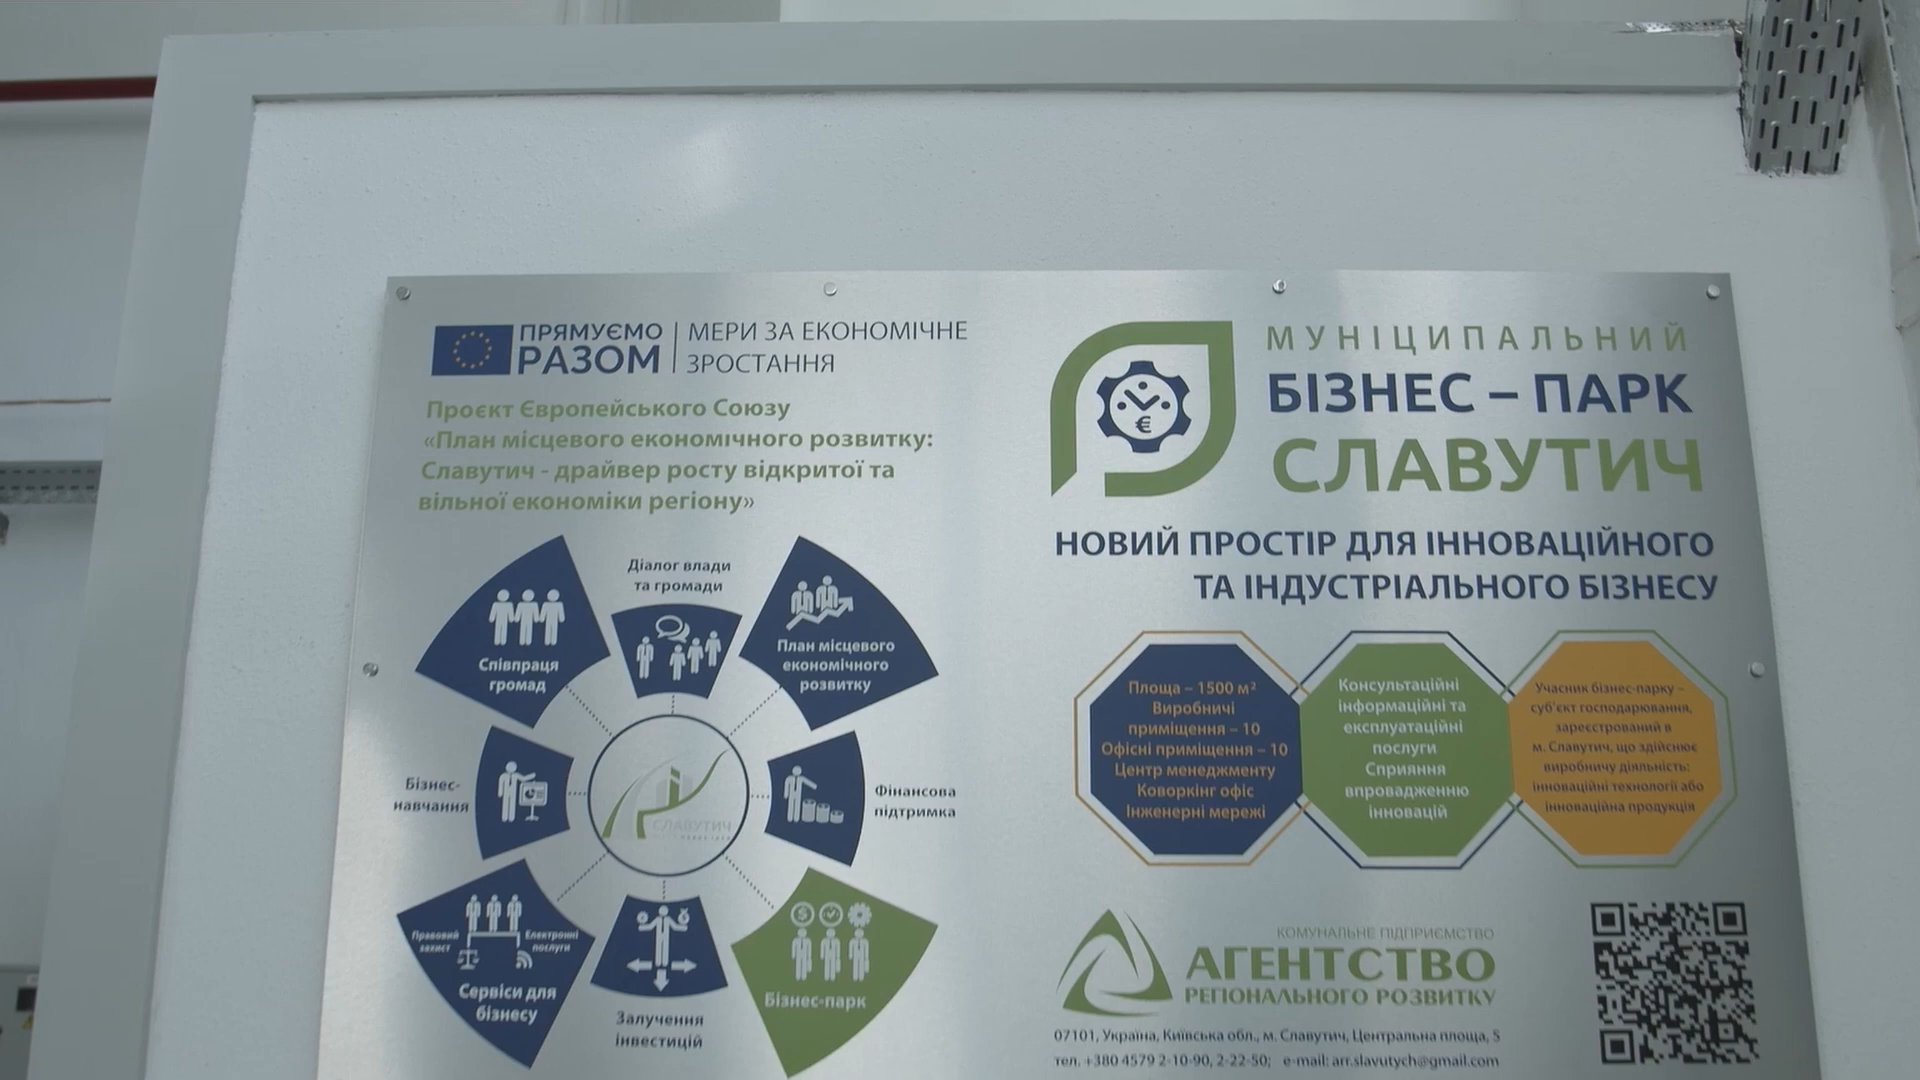 ПРЯМУЄМО
РАЗОМ
МЕРИ ЗА ЕКОНОМІЧНЕ
ЗРОСТАННЯ
Проєкт Європейського Союзу
«План місцевого економічного розвитку:
Славутич - драйвер росту відкритої та
вільної економіки регіону»
Співпраця
громад
Діалог влади
та громади
План місцевого
економічного
розвитку
Бізнес-
навчання
СЛАВУТИЧ
Фінансова
підтримка
Правовий
захист
Електронні
послуги
Сервіси для
бізнесу
Залучення
інвестицій
Бізнес-парк
МУНІЦИПАЛЬНИЙ
БІЗНЕС – ПАРК
СЛАВУТИЧ
НОВИЙ ПРОСТІР ДЛЯ ІННОВАЦІЙНОГО
ТА ІНДУСТРІАЛЬНОГО БІЗНЕСУ
Площа – 1500 м²
Виробничі
приміщення – 10
Офісні приміщення – 10
Центр менеджменту
Коворкінг офіс
Інженерні мережі
Консультаційні
інформаційні та
експлуатаційні
послуги
Сприяння
впровадженню
інновацій
Учасник бізнес-парку –
суб'єкт господарювання,
зареєстрований в
м. Славутич, що здійснює
виробничу діяльність:
інноваційні технології або
інноваційна продукція
КОМУНАЛЬНЕ ПІДПРИЄМСТВО
АГЕНТСТВО
РЕГІОНАЛЬНОГО РОЗВИТКУ
07101, Україна, Київська обл., м. Славутич, Центральна площа, 5
тел. +380 4579 2-10-90, 2-22-50; e-mail: arr.slavutych@gmail.com